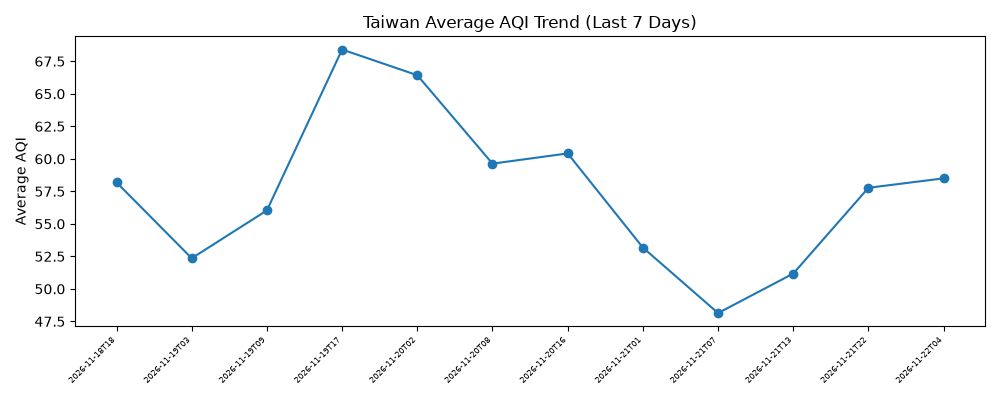 Taiwan Average AQI Trend (Last 7 Days)
Average AQI
67.5
65.0
62.5
60.0
57.5
55.0
52.5
50.0
47.5
2026-11-18T18
2026-11-19T03
2026-11-19T09
2026-11-19T17
2026-11-20T02
2026-11-20T08
2026-11-20T16
2026-11-21T01
2026-11-21T07
2026-11-21T13
2026-11-21T22
2026-11-22T04